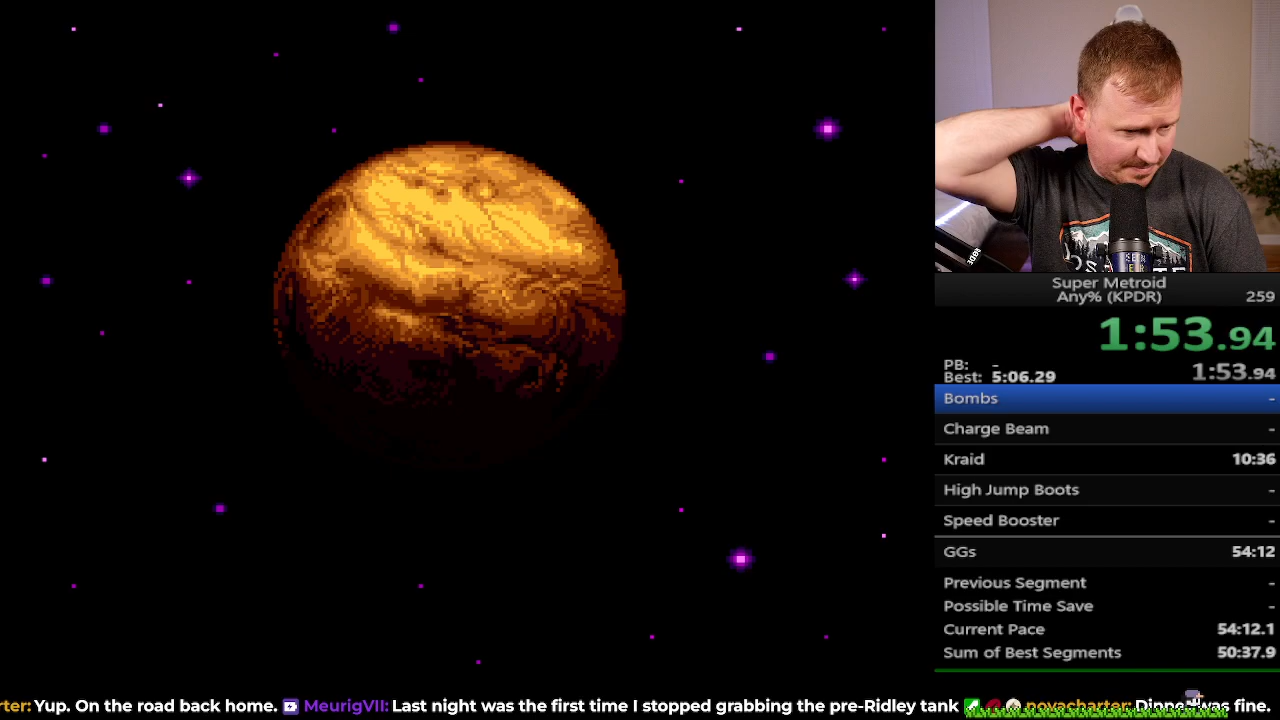 Super Metroid
Any% (KPDR) 259
1:53.94
PB: - 1:53.94
Best: 5:06.29
Bombs -
Charge Beam -
Kraid 10:36
High Jump Boots -
Speed Booster -
GGs 54:12
Previous Segment -
Possible Time Save -
Current Pace 54:12.1
Sum of Best Segments 50:37.9
rter: Yup. On the road back home. MeurigVII: Last night was the first time I stopped grabbing the pre-Ridley tank novacharter: was fine.